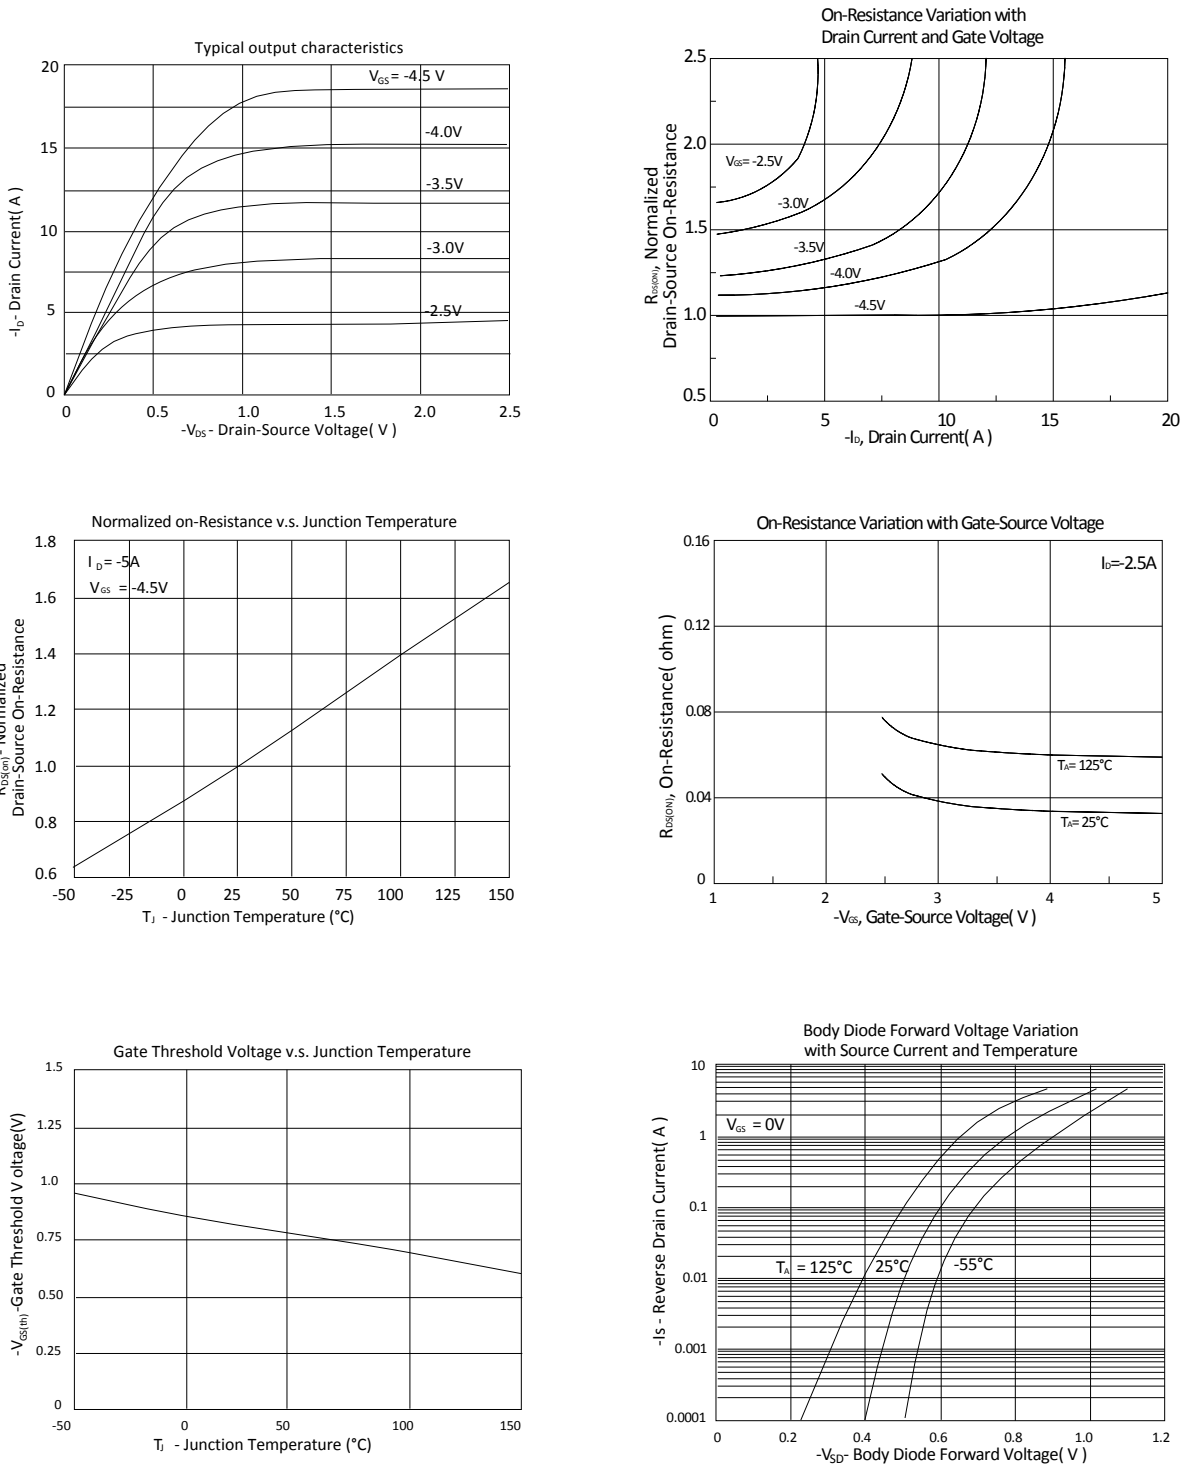 Typical output characteristics
20
15
10
5
0
VGS = -4.5 V
-4.0V
-3.5V
-3.0V
-2.5V
0 0.5 1.0 1.5 2.0 2.5
-VDS - Drain-Source Voltage( V )
-ID- Drain Current( A )
On-Resistance Variation with
Drain Current and Gate Voltage
2.5
2.0
1.5
1.0
0.5
VGS= -2.5V
-3.0V
-3.5V
-4.0V
-4.5V
0 5 10 15 20
-ID, Drain Current( A )
RDS(ON), Normalized
Drain-Source On-Resistance
Normalized on-Resistance v.s. Junction Temperature
1.8
1.6
1.4
1.2
1.0
0.8
0.6
I D = -5A
VGS = -4.5V
-50 -25 0 25 50 75 100 125 150
TJ - Junction Temperature (°C)
RDS(on) - Normalized
Drain-Source On-Resistance
On-Resistance Variation with Gate-Source Voltage
0.16
0.12
0.08
0.04
0
ID=-2.5A
TA= 125°C
TA= 25°C
1 2 3 4 5
-VGS, Gate-Source Voltage( V )
RDS(ON), On-Resistance( ohm )
Gate Threshold Voltage v.s. Junction Temperature
1.5
1.25
1.0
0.75
0.50
0.25
0
-50 0 50 100 150
TJ - Junction Temperature (°C)
-VGS(th)-Gate Threshold V oltage(V)
Body Diode Forward Voltage Variation
with Source Current and Temperature
10
1
0.1
0.01
0.001
0.0001
VGS = 0V
TA = 125°C 25°C -55°C
0 0.2 0.4 0.6 0.8 1.0 1.2
-VSD- Body Diode Forward Voltage( V )
-Is - Reverse Drain Current( A )